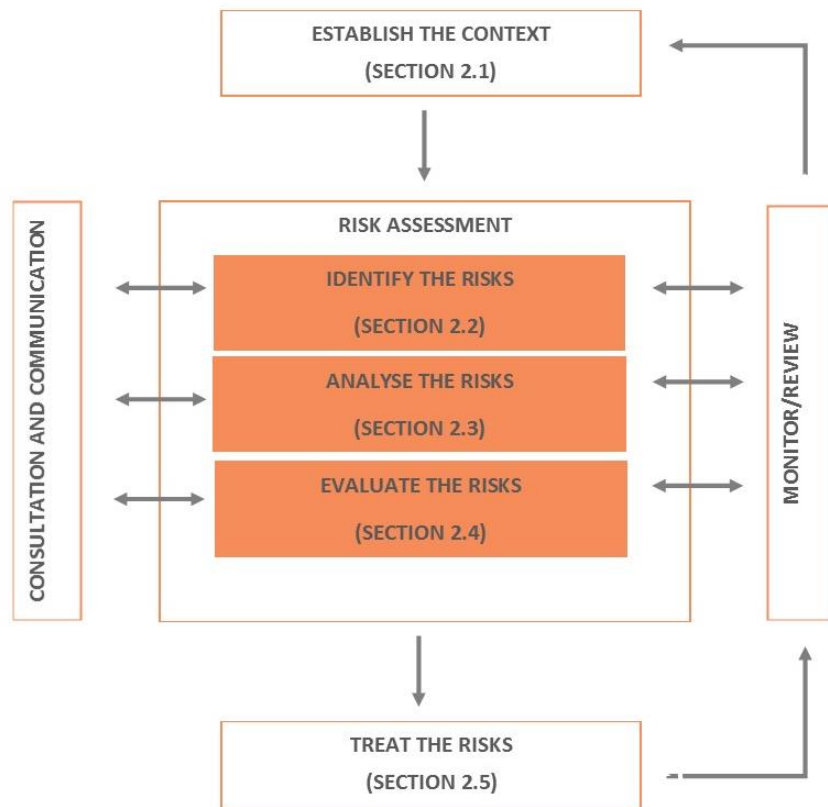 ESTABLISH THE CONTEXT
(SECTION 2.1)
CONSULTATION AND COMMUNICATION
RISK ASSESSMENT
IDENTIFY THE RISKS
(SECTION 2.2)
ANALYSE THE RISKS
(SECTION 2.3)
EVALUATE THE RISKS
(SECTION 2.4)
MONITOR/REVIEW
TREAT THE RISKS
(SECTION 2.5)